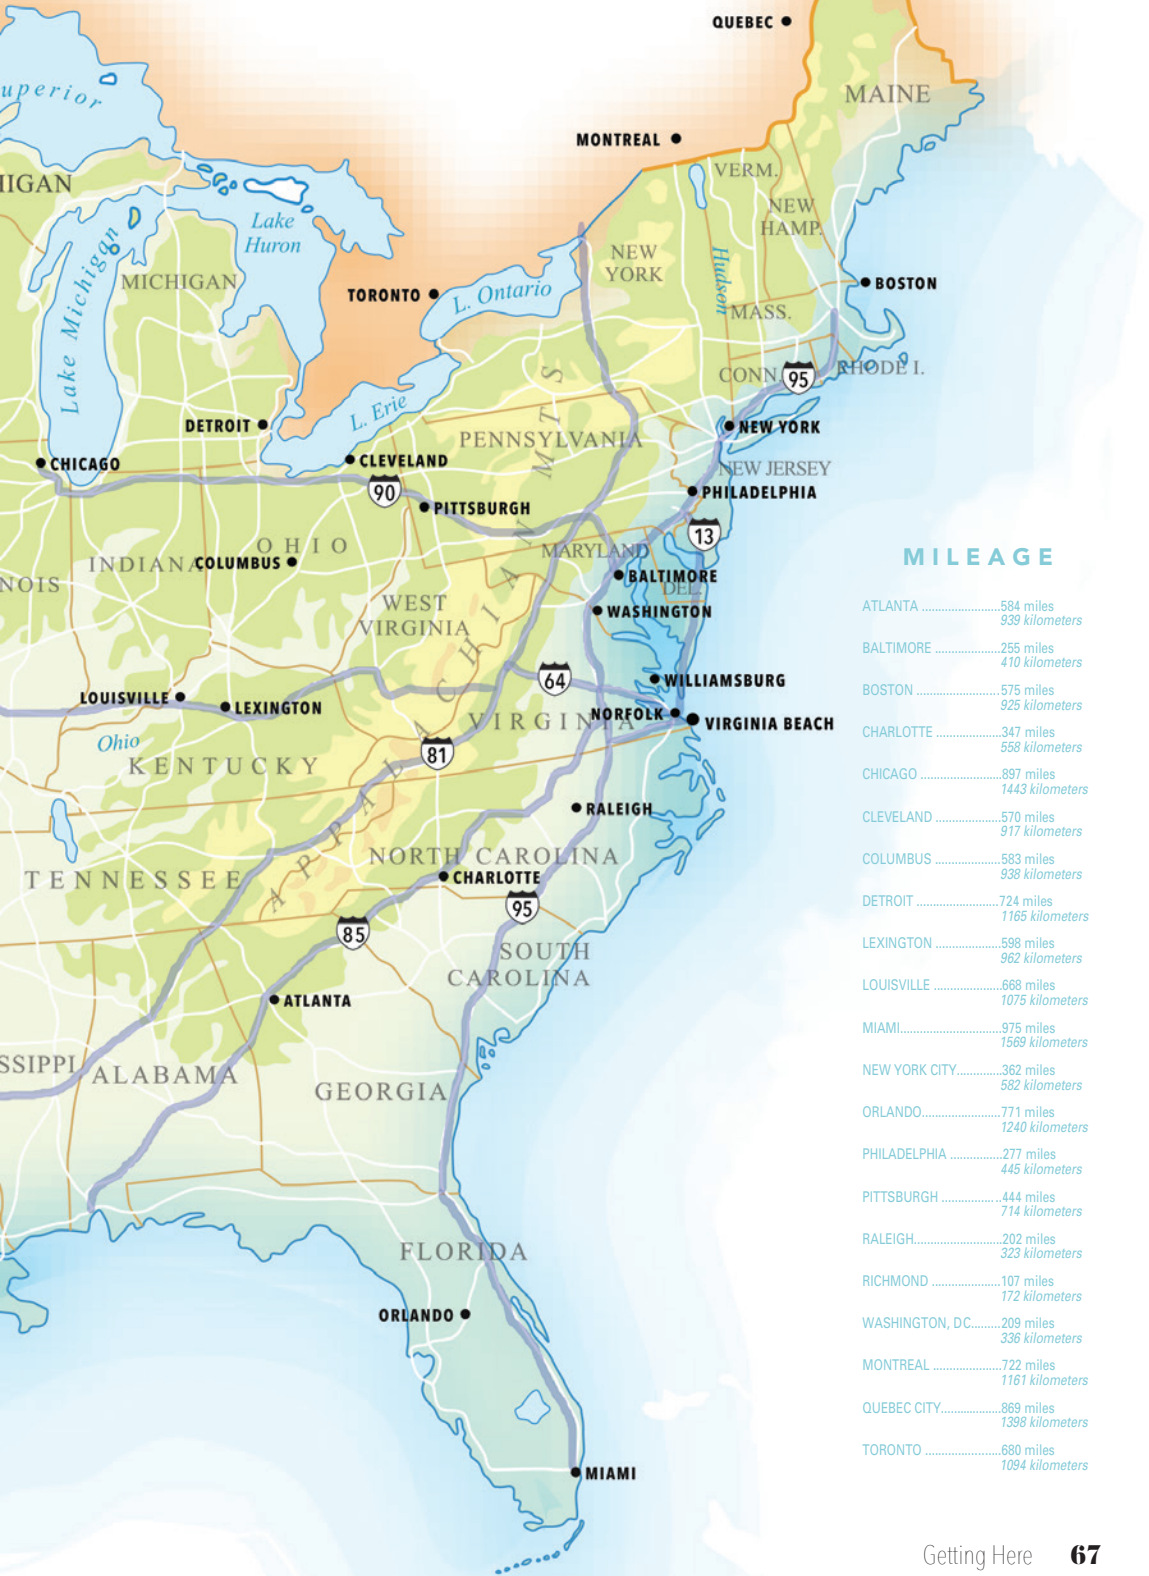 QUEBEC
MAINE
uperior
MONTREAL
VERM.
HIGAN
NEW
HAMP.
Lake
Huron
NEW
YORK
Hudson
Lake Michigan
MICHIGAN
BOSTON
TORONTO
L. Ontario
MASS.
CONN.
95
RHODE I.
L. Erie
DETROIT
NEW YORK
PENNSYLVANIA
CHICAGO
CLEVELAND
NEW JERSEY
90
PHILADELPHIA
PITTSBURGH
13
OHIO
MARYLAND
INDIANA
COLUMBUS
NOIS
BALTIMORE
DEL.
WEST
VIRGINIA
WASHINGTON
APPALACHIAN MTS
64
WILLIAMSBURG
LOUISVILLE
LEXINGTON
VIRGINIA
NORFOLK
VIRGINIA BEACH
Ohio
81
KENTUCKY
RALEIGH
NORTH CAROLINA
TENNESSEE
CHARLOTTE
95
85
SOUTH
CAROLINA
ATLANTA
SSIPPI
ALABAMA
GEORGIA
FLORIDA
ORLANDO
MIAMI
MILEAGE
ATLANTA ........................584 miles
939 kilometers
BALTIMORE ....................255 miles
410 kilometers
BOSTON ..........................575 miles
925 kilometers
CHARLOTTE ....................347 miles
558 kilometers
CHICAGO .........................897 miles
1443 kilometers
CLEVELAND ....................570 miles
917 kilometers
COLUMBUS ....................583 miles
938 kilometers
DETROIT .........................724 miles
1165 kilometers
LEXINGTON ....................598 miles
962 kilometers
LOUISVILLE .....................668 miles
1075 kilometers
MIAMI...............................975 miles
1569 kilometers
NEW YORK CITY..............362 miles
582 kilometers
ORLANDO........................771 miles
1240 kilometers
PHILADELPHIA ................277 miles
445 kilometers
PITTSBURGH ..................444 miles
714 kilometers
RALEIGH...........................202 miles
323 kilometers
RICHMOND .....................107 miles
172 kilometers
WASHINGTON, DC.........209 miles
336 kilometers
MONTREAL .....................722 miles
1161 kilometers
QUEBEC CITY..................869 miles
1398 kilometers
TORONTO .......................680 miles
1094 kilometers
Getting Here 67